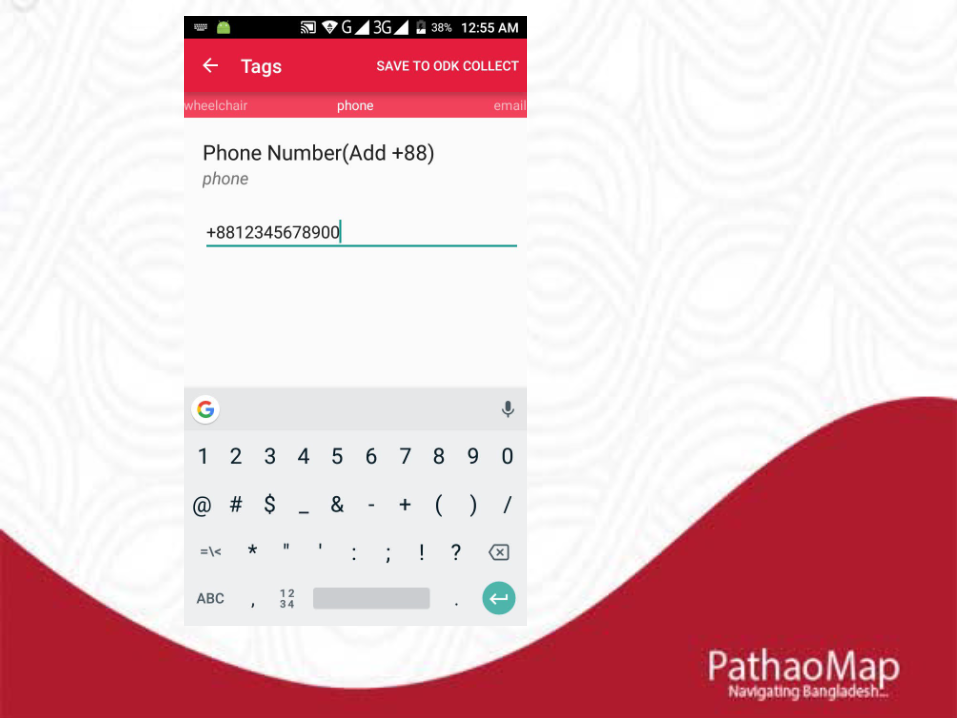 G 3G 38% 12:55 AM
Tags SAVE TO ODK COLLECT
wheelchair phone email
Phone Number(Add +88)
phone
+8812345678900
G
1 2 3 4 5 6 7 8 9 0
@ # $ _ & - + ( ) /
=\< * " ' : ; ! ?
ABC , 12 34 .
PathaoMap
Navigating Bangladesh...